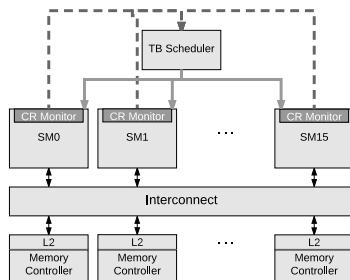 TB Scheduler
CR Monitor CR Monitor CR Monitor
SM0 SM1 ... SM15
Interconnect
L2 L2 ... L2
Memory Memory Memory
Controller Controller Controller